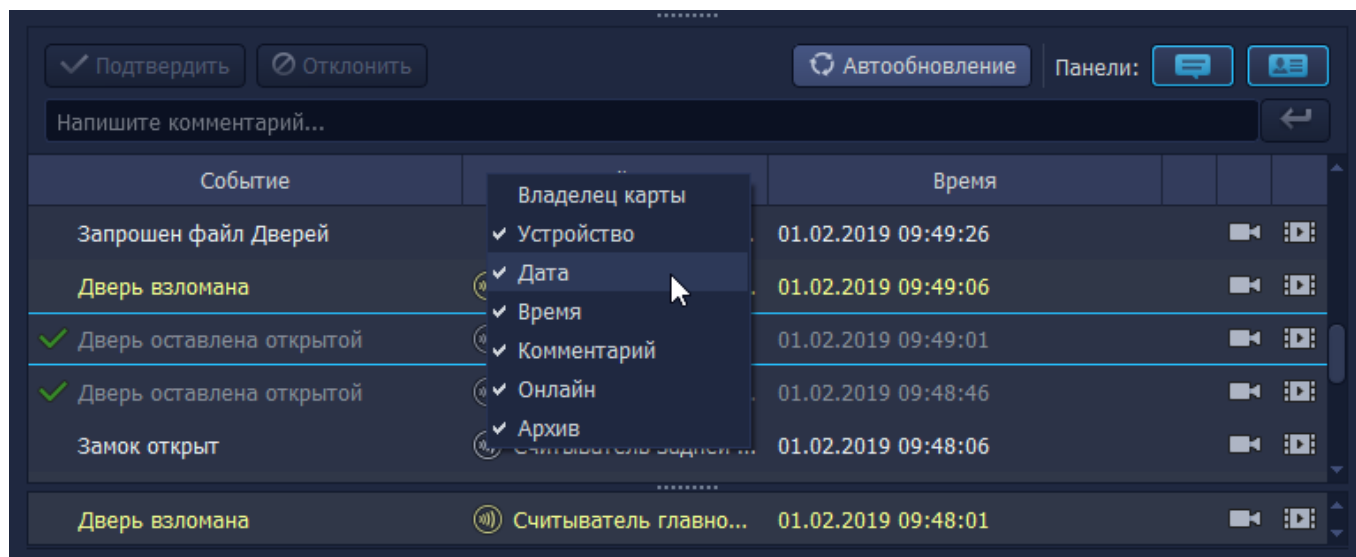 Подтвердить Отклонить Автообновление Панели:
Напишите комментарий...
Событие Время
Владелец карты
Запрошен файл Дверей Устройство 01.02.2019 09:49:26
Дата
Дверь взломана 01.02.2019 09:49:06
Время
Дверь оставлена открытой Комментарий 01.02.2019 09:49:01
Дверь оставлена открытой Онлайн 01.02.2019 09:48:46
Архив
Замок открыт Считыватель задней ... 01.02.2019 09:48:06
Дверь взломана Считыватель главно... 01.02.2019 09:48:01